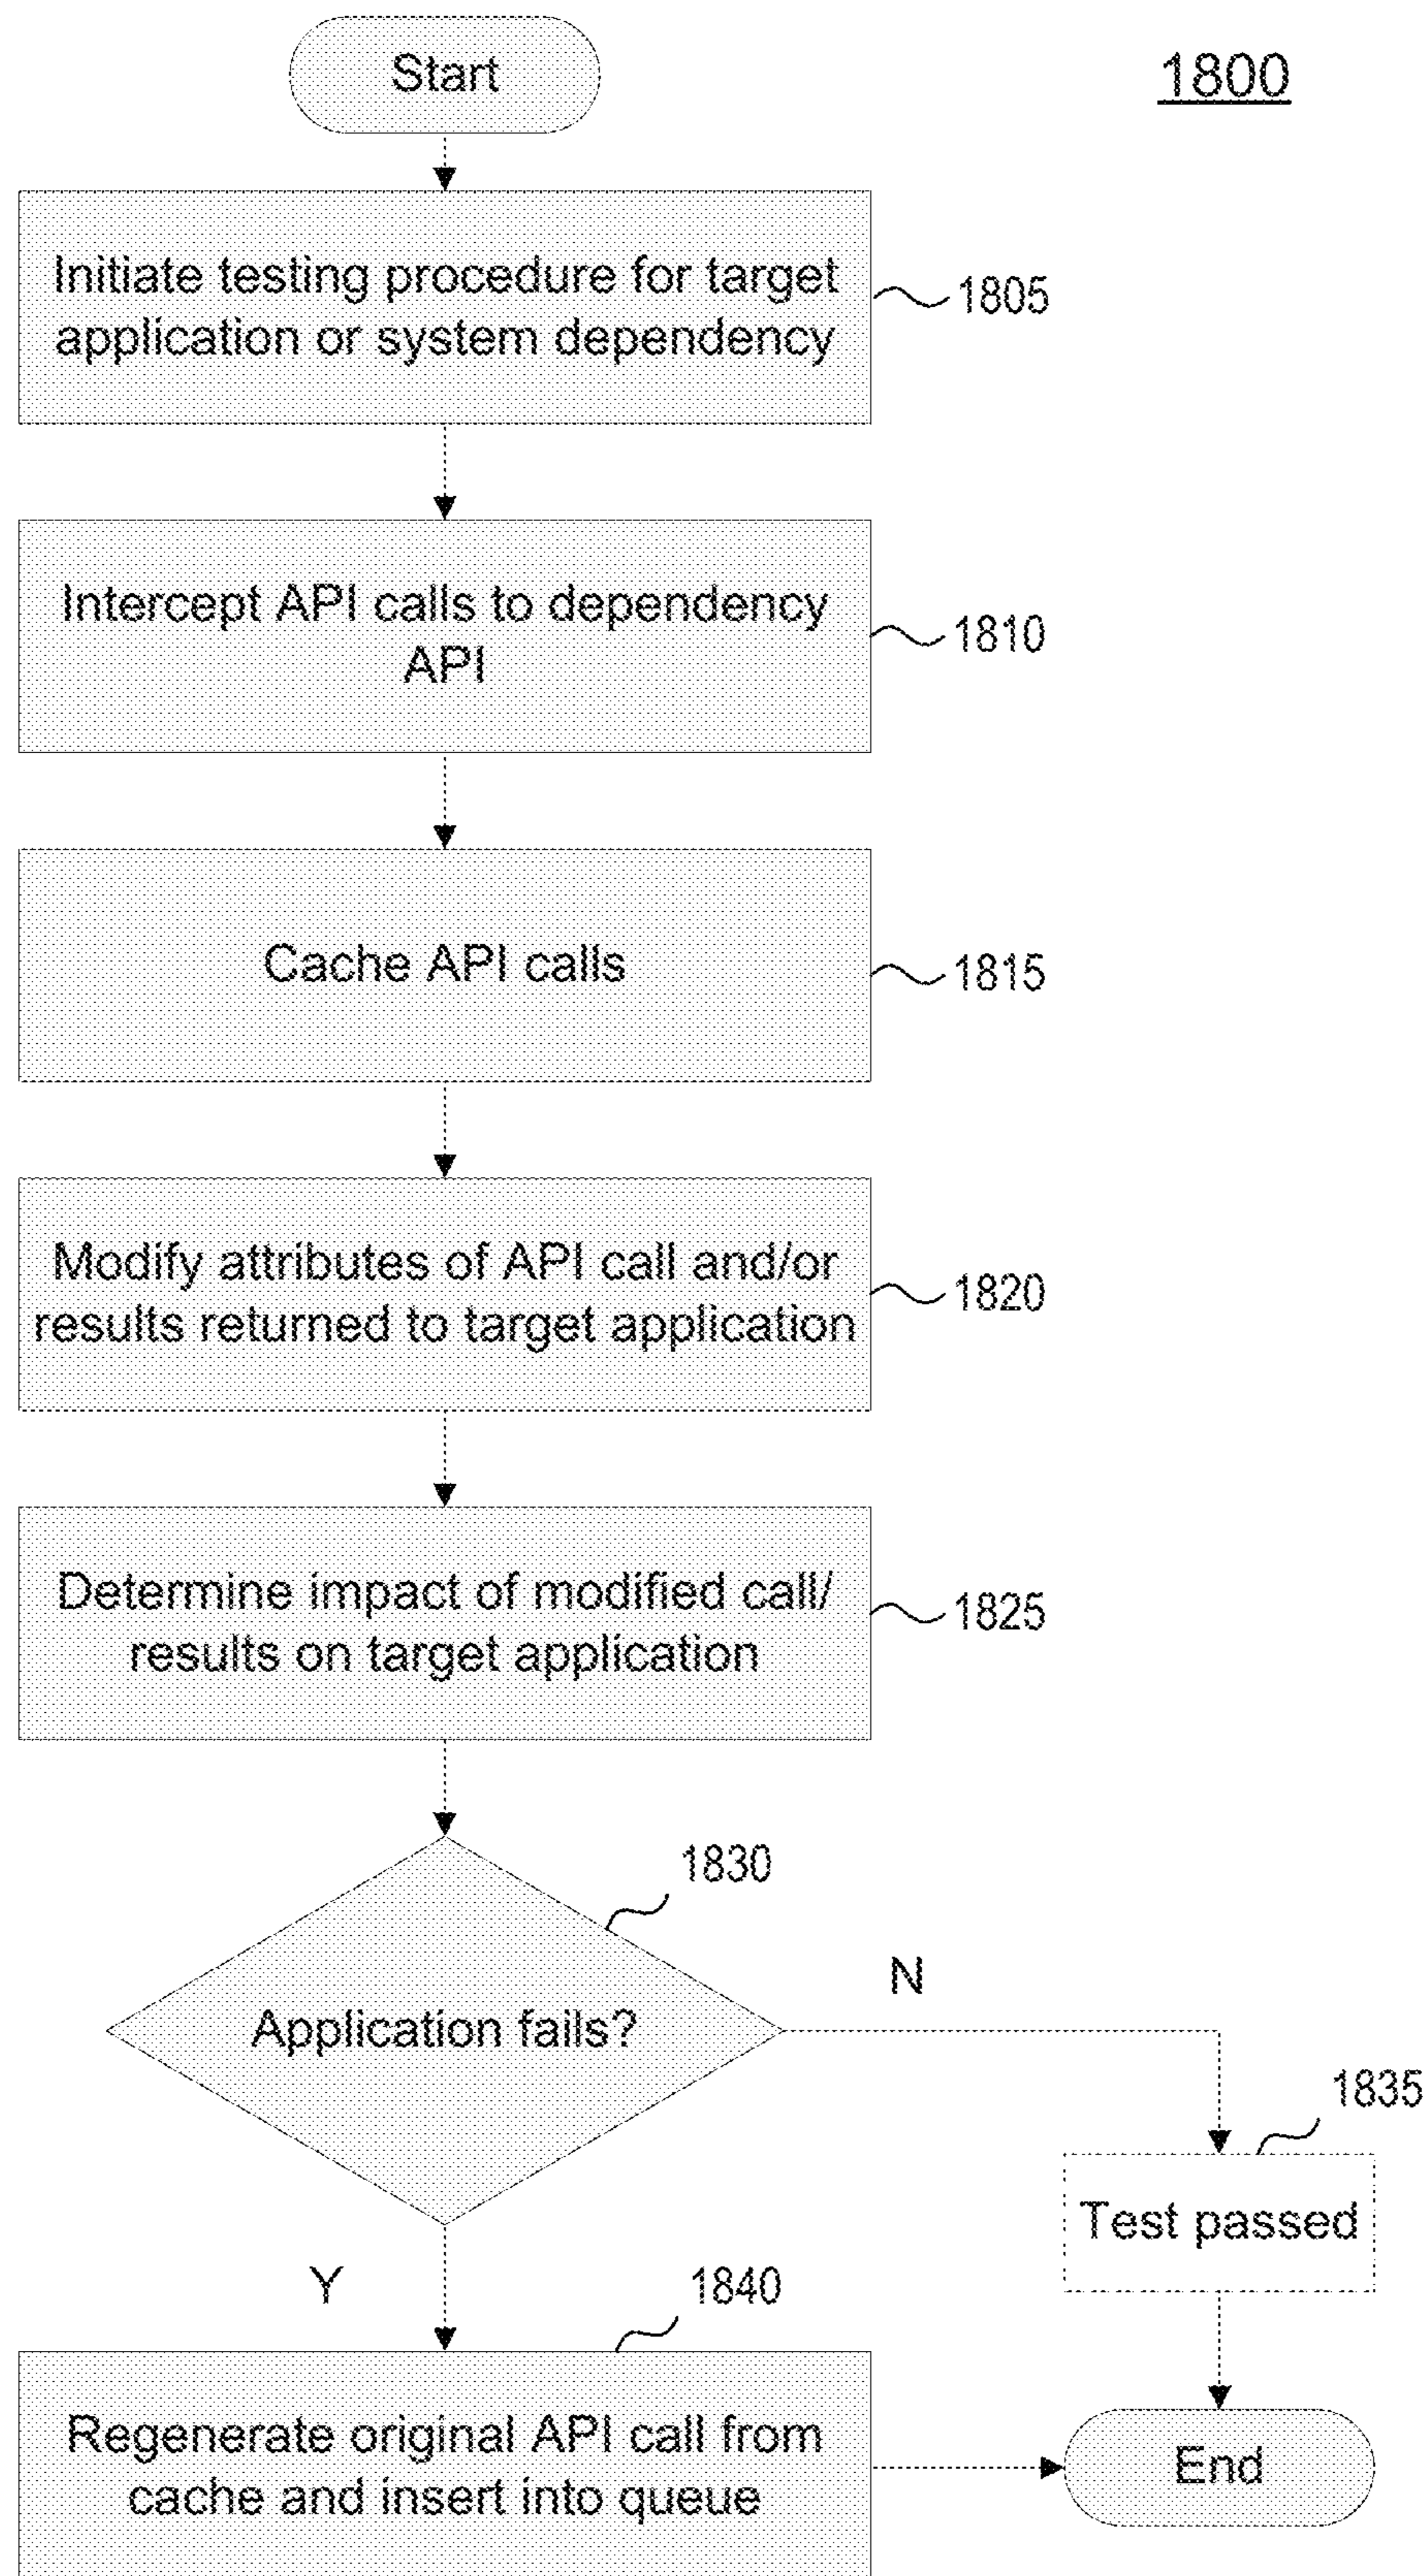 Start
1800
Initiate testing procedure for target
application or system dependency
1805
Intercept API calls to dependency
API
1810
Cache API calls
1815
Modify attributes of API call and/or
results returned to target application
1820
Determine impact of modified call/
results on target application
1825
1830
Application fails?
N
1835
Test passed
Y
1840
Regenerate original API call from
cache and insert into queue
End